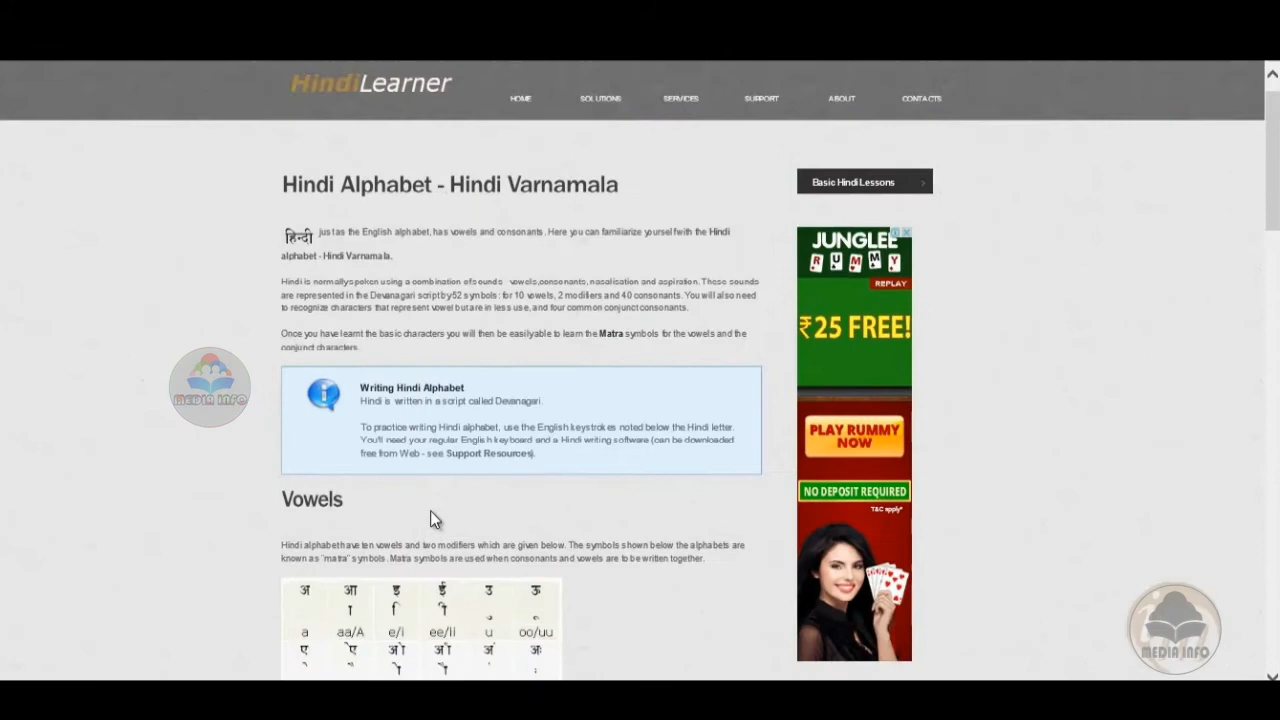 HindiLearner
HOME SOLUTIONS SERVICES SUPPORT ABOUT CONTACTS
Hindi Alphabet - Hindi Varnamala
हिन्दी just as the English alphabet, has vowels and consonants. Here you can familiarize yourself with the Hindi
alphabet - Hindi Varnamala.
Hindi is normally spoken using a combination of sounds vowels,consonants, nasalisation and aspiration. These sounds
are represented in the Devanagari script by 52 symbols: for 10 vowels, 2 modifiers and 40 consonants. You will also need
to recognize characters that represent vowel but are in less use, and four common conjunct consonants.
Once you have learnt the basic characters you will then be easilyable to learn the Matra symbols for the vowels and the
conjunct characters.
Writing Hindi Alphabet
Hindi is written in a script called Devanagari.
To practice writing Hindi alphabet, use the English keystrokes noted below the Hindi letter.
You'll need your regular English keyboard and a Hindi writing software (can be downloaded
free from Web - see Support Resources).
Vowels
Hindi alphabet have ten vowels and two modifiers which are given below. The symbols shown below the alphabets are
known as "matra" symbols. Matra symbols are used when consonants and vowels are to be written together.
अ आ इ ई उ ऊ
ा ि ी ु ू
a aa/A e/i ee/II u oo/uu
ए ऐ ओ औ अं अः
े ै ो ौ ं ः
Basic Hindi Lessons
JUNGLEE
RUMMY
REPLAY
₹25 FREE!
PLAY RUMMY
NOW
NO DEPOSIT REQUIRED
T&C apply*
MEDIA INFO
MEDIA INFO